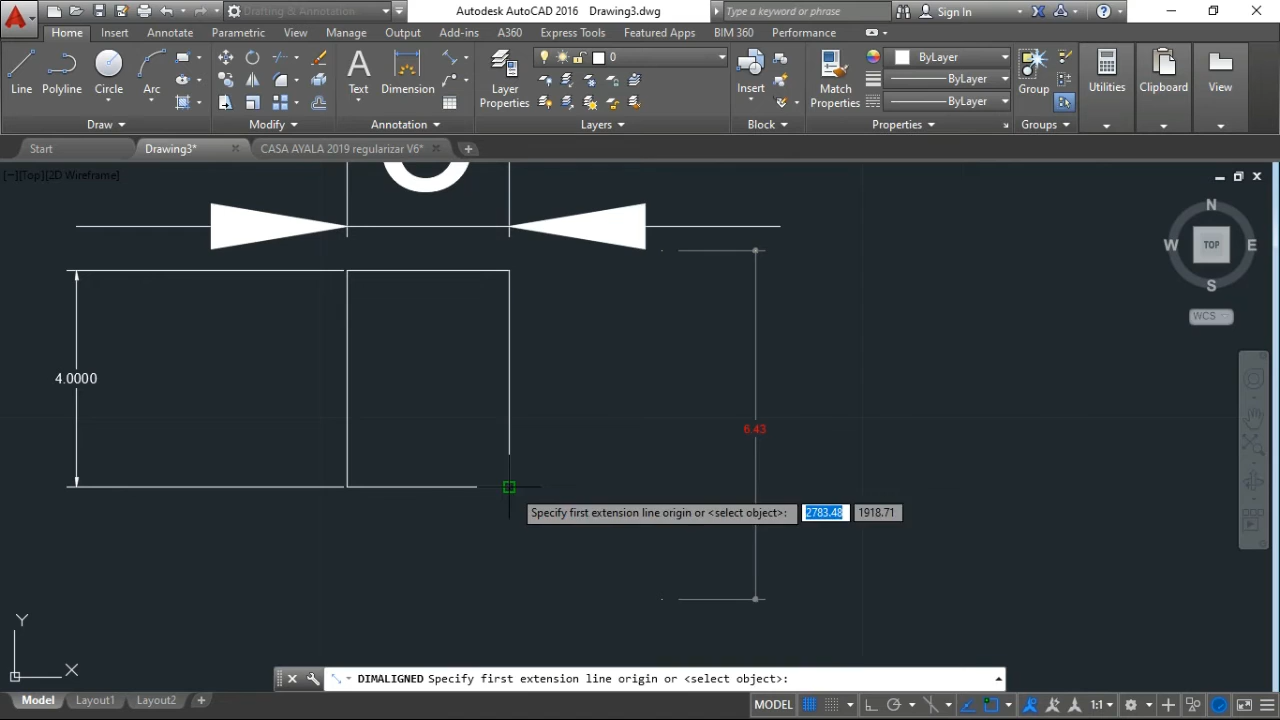 Drafting & Annotation
Autodesk AutoCAD 2016 Drawing3.dwg
Type a keyword or phrase
Sign In
Home Insert Annotate Parametric View Manage Output Add-ins A360 Express Tools Featured Apps BIM 360 Performance
Line Polyline Circle Arc Text Dimension Layer Properties 0 Insert Match Properties ByLayer Group Utilities Clipboard View
ByLayer
ByLayer
Draw Modify Annotation Layers Block Properties Groups
Start Drawing3* CASA AYALA 2019 regularizar V6*
[−][Top][2D Wireframe]
N
W TOP E
S
WCS
4.0000
6.43
Specify first extension line origin or <select object>: 2783.48 1918.71
Y
X
DIMALIGNED Specify first extension line origin or <select object>:
Model Layout1 Layout2
MODEL 1:1